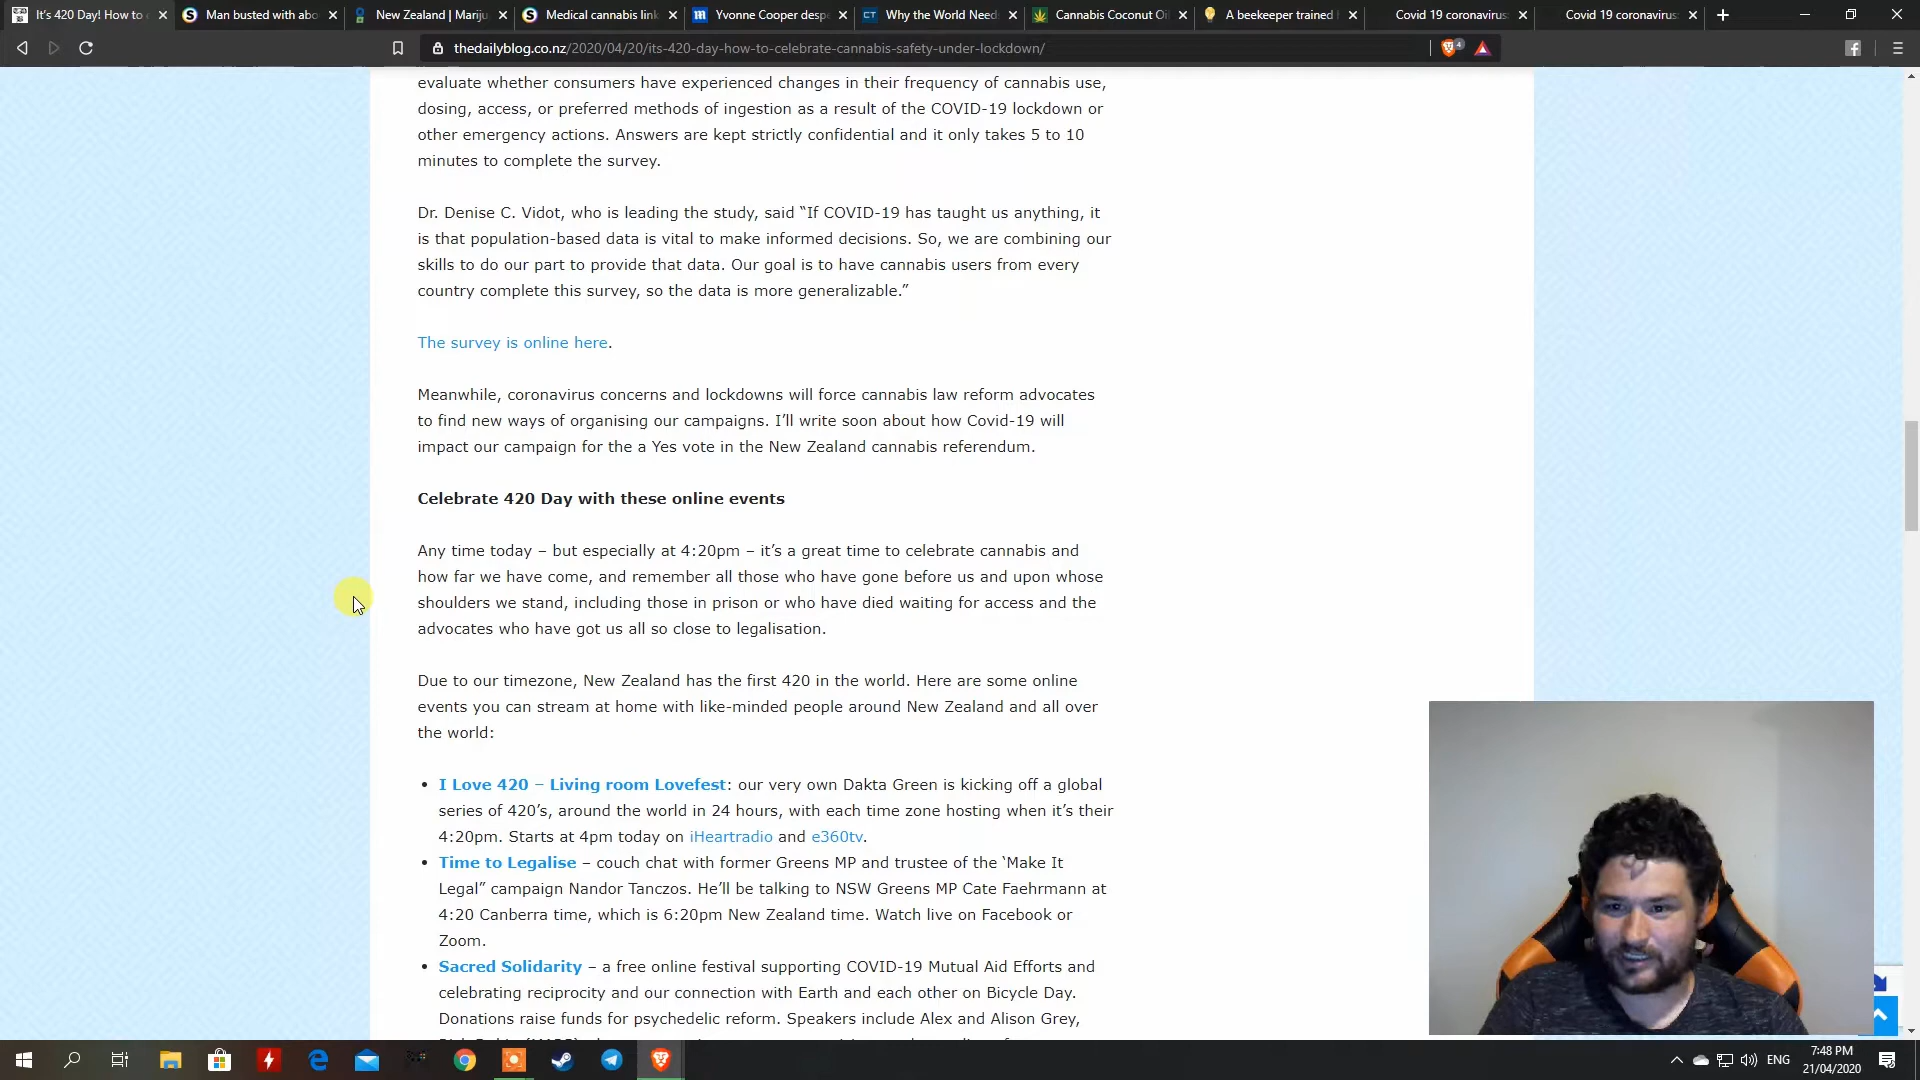 It's 420 Day! How to c
Man busted with abo
New Zealand | Mariju
Medical cannabis link
Yvonne Cooper desp
Why the World Need
Cannabis Coconut Oi
A beekeeper trained
Covid 19 coronavirus
Covid 19 coronavirus
thedailyblog.co.nz/2020/04/20/its-420-day-how-to-celebrate-cannabis-safety-under-lockdown/
4
evaluate whether consumers have experienced changes in their frequency of cannabis use,
dosing, access, or preferred methods of ingestion as a result of the COVID-19 lockdown or
other emergency actions. Answers are kept strictly confidential and it only takes 5 to 10
minutes to complete the survey.
Dr. Denise C. Vidot, who is leading the study, said “If COVID-19 has taught us anything, it
is that population-based data is vital to make informed decisions. So, we are combining our
skills to do our part to provide that data. Our goal is to have cannabis users from every
country complete this survey, so the data is more generalizable.”
The survey is online here.
Meanwhile, coronavirus concerns and lockdowns will force cannabis law reform advocates
to find new ways of organising our campaigns. I’ll write soon about how Covid-19 will
impact our campaign for the a Yes vote in the New Zealand cannabis referendum.
Celebrate 420 Day with these online events
Any time today – but especially at 4:20pm – it’s a great time to celebrate cannabis and
how far we have come, and remember all those who have gone before us and upon whose
shoulders we stand, including those in prison or who have died waiting for access and the
advocates who have got us all so close to legalisation.
Due to our timezone, New Zealand has the first 420 in the world. Here are some online
events you can stream at home with like-minded people around New Zealand and all over
the world:
• I Love 420 – Living room Lovefest: our very own Dakta Green is kicking off a global
series of 420’s, around the world in 24 hours, with each time zone hosting when it’s their
4:20pm. Starts at 4pm today on iHeartradio and e360tv.
• Time to Legalise – couch chat with former Greens MP and trustee of the ‘Make It
Legal” campaign Nandor Tanczos. He’ll be talking to NSW Greens MP Cate Faehrmann at
4:20 Canberra time, which is 6:20pm New Zealand time. Watch live on Facebook or
Zoom.
• Sacred Solidarity – a free online festival supporting COVID-19 Mutual Aid Efforts and
celebrating reciprocity and our connection with Earth and each other on Bicycle Day.
Donations raise funds for psychedelic reform. Speakers include Alex and Alison Grey,
ENG
7:48 PM
21/04/2020